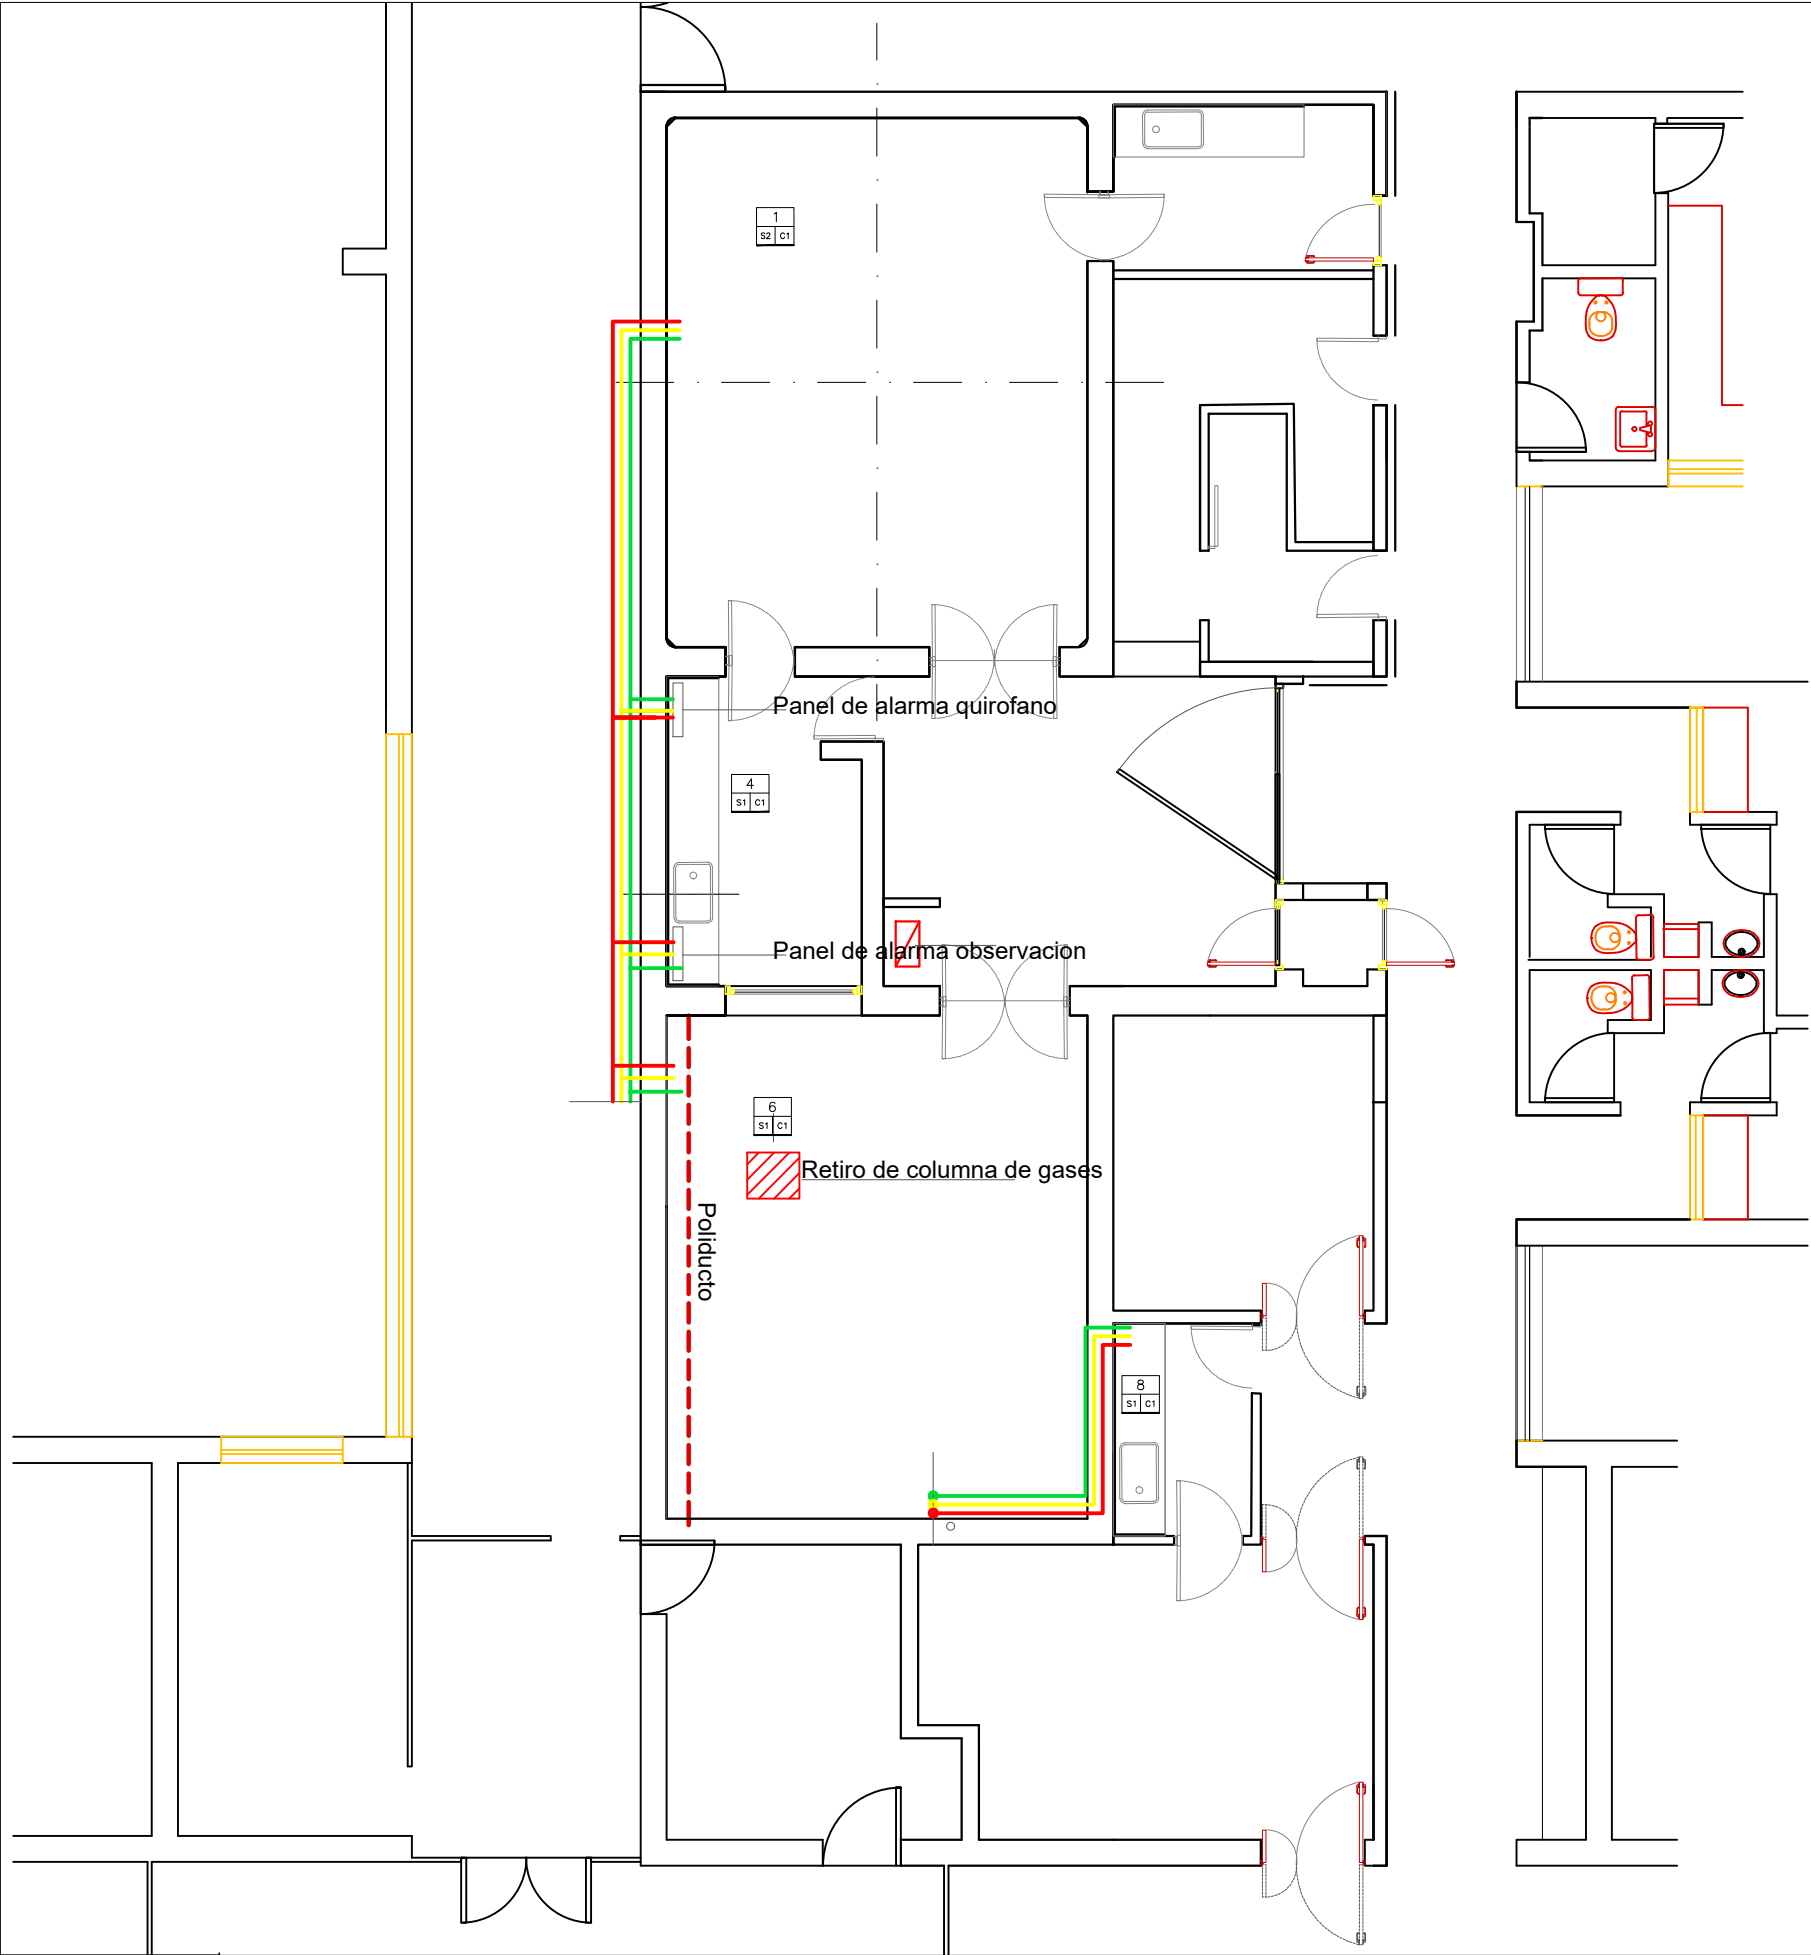 1
S2 C1
Panel de alarma quirofano
4
S1 C1
Panel de alarma observacion
6
S1 C1
Retiro de columna de gases
Poliducto
8
S1 C1